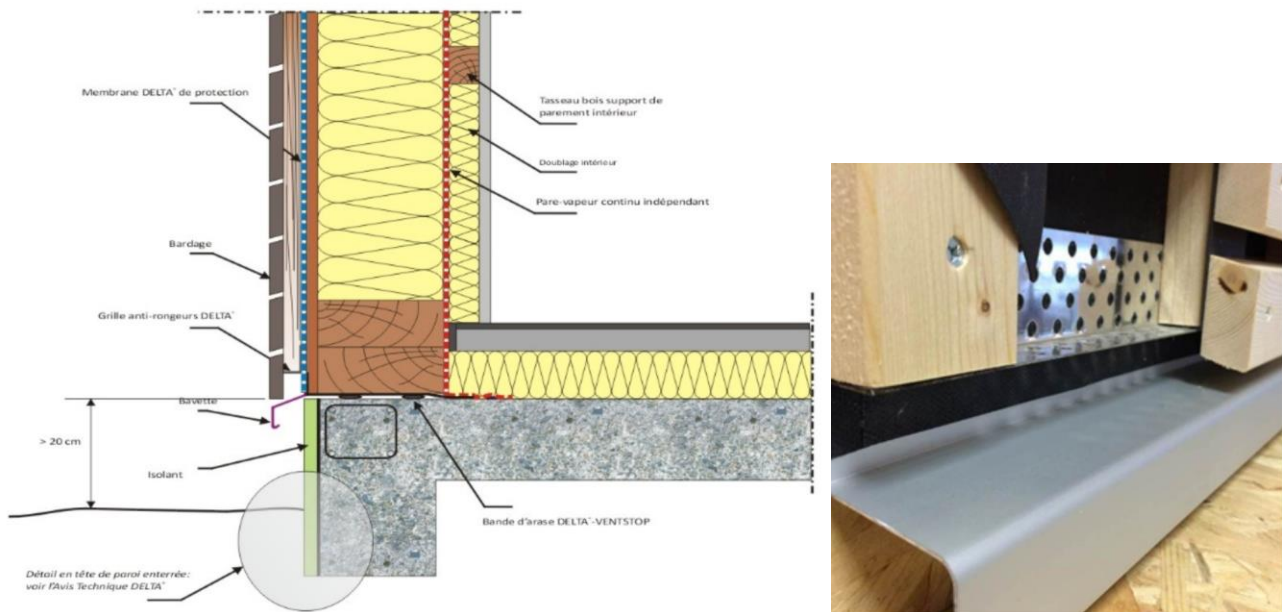 Membrane DELTA® de protection
Tasseau bois support de
parement intérieur
Doublage intérieur
Pare-vapeur continu indépendant
Bardage
Grille anti-rongeurs DELTA®
Bavette
> 20 cm
Isolant
Bande d'arase DELTA®-VENTSTOP
Détail en tête de paroi enterrée:
voir l'Avis Technique DELTA®